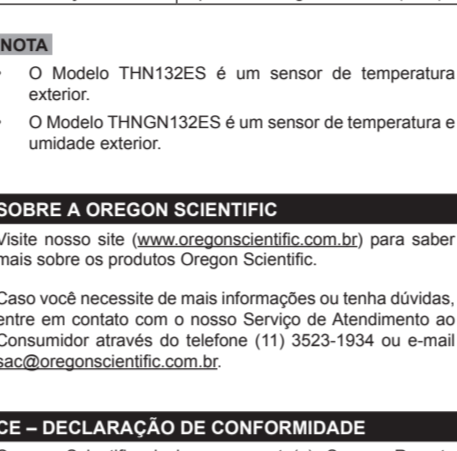 NOTA
• O Modelo THN132ES é um sensor de temperatura
exterior.
• O Modelo THNGN132ES é um sensor de temperatura e
umidade exterior.
SOBRE A OREGON SCIENTIFIC
Visite nosso site (www.oregonscientific.com.br) para saber
mais sobre os produtos Oregon Scientific.
Caso você necessite de mais informações ou tenha dúvidas,
entre em contato com o nosso Serviço de Atendimento ao
Consumidor através do telefone (11) 3523-1934 ou e-mail
sac@oregonscientific.com.br.
CE – DECLARAÇÃO DE CONFORMIDADE